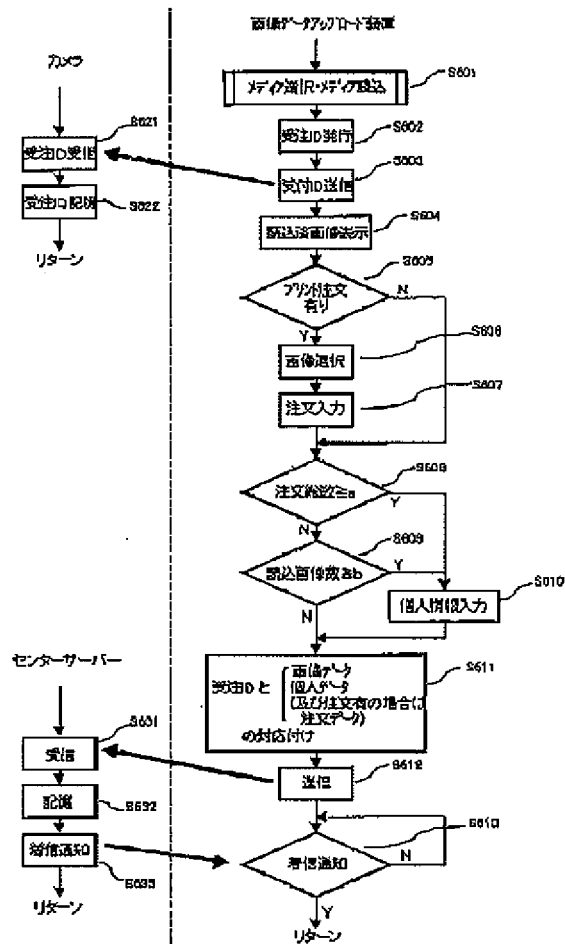 カメラ
S621
受注ID受信
受注ID記憶
S622
リターン
画像データアップロード装置
S601
メディア選択・メディア読込
受注ID発行
S602
受付ID送信
S603
S604
読込済画像表示
S605
プリント注文
有り
N
Y
S606
画像選択
S607
注文入力
S608
注文総数≧a
Y
N
S609
読込画像数≧b
Y
N
S610
個人情報入力
S611
受注IDと
画像データ
個人データ
(及び注文有の場合は
注文データ)
の対応付け
センターサーバー
S631
受信
記憶
S632
着信通知
S633
リターン
S612
送信
S613
着信通知
N
Y
リターン